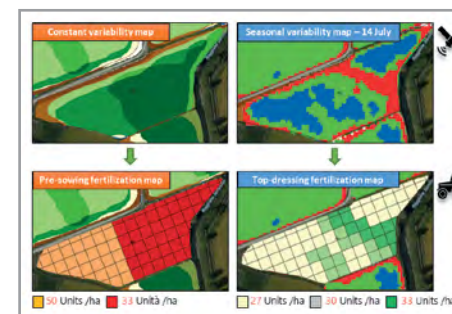 Constant variability map
Seasonal variability map – 14 July
Pre-sowing fertilization map
Top-dressing fertilization map
50 Units /ha 33 Unità /ha
27 Units /ha 30 Units /ha 33 Units /ha